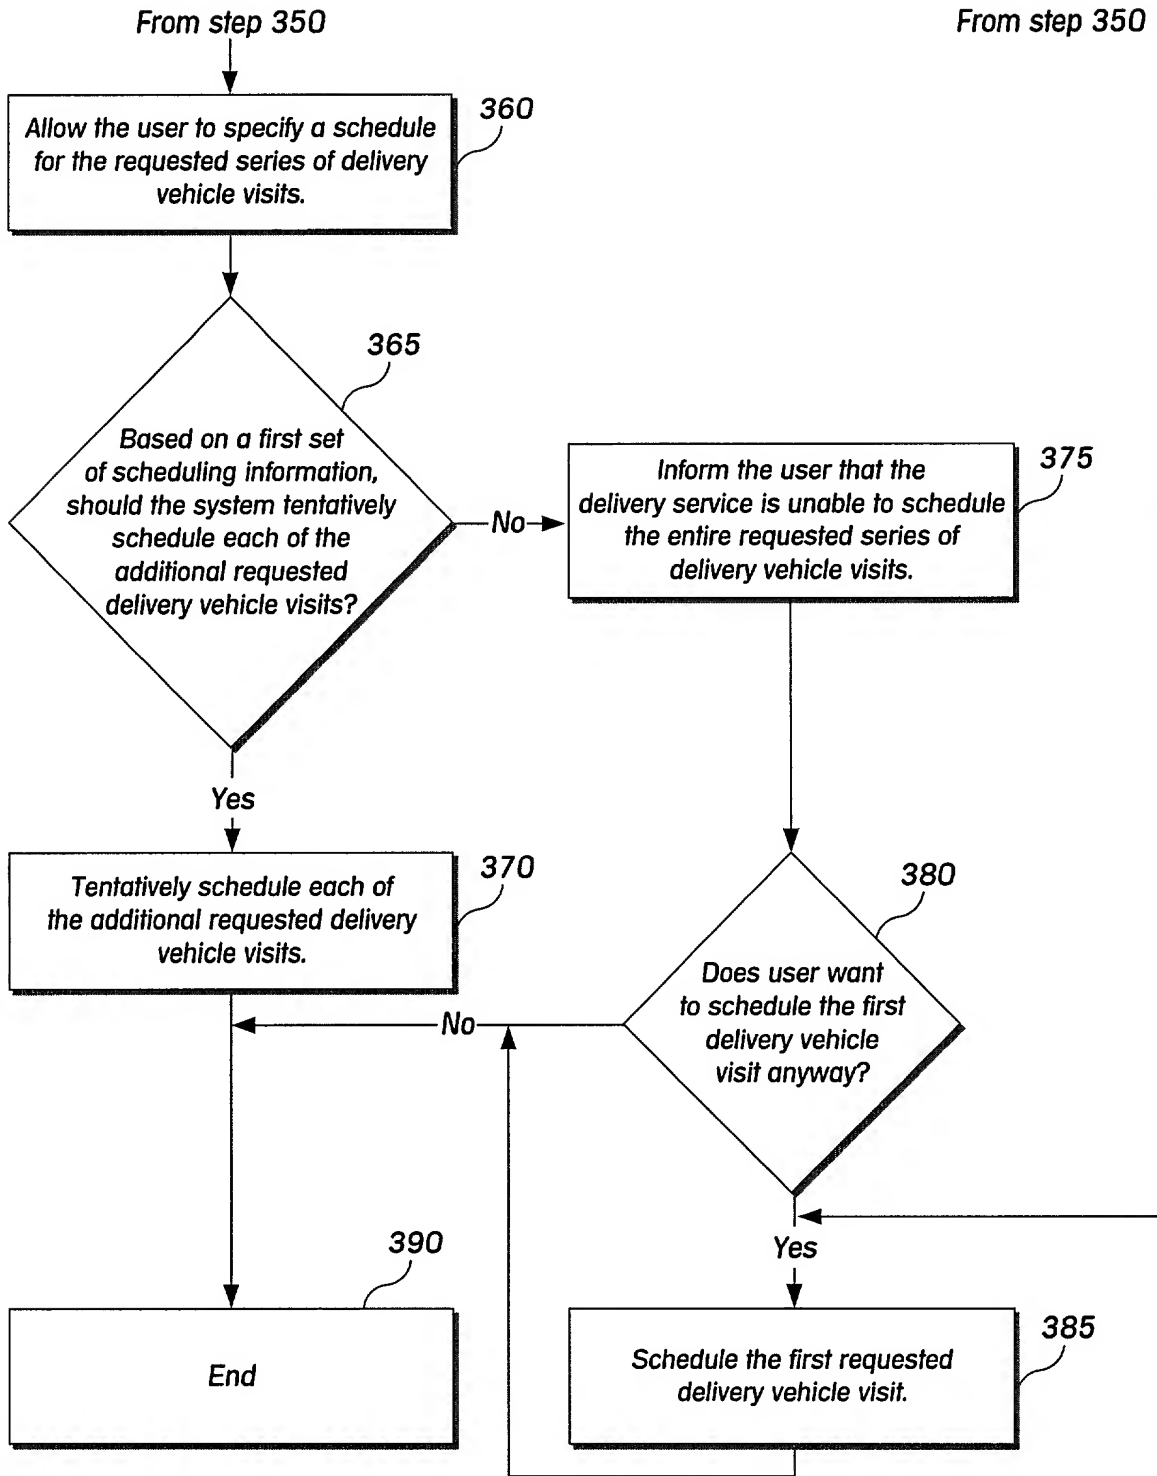 From step 350
From step 350
360
Allow the user to specify a schedule
for the requested series of delivery
vehicle visits.
365
Based on a first set
of scheduling information,
should the system tentatively
schedule each of the
additional requested
delivery vehicle visits?
No
375
Inform the user that the
delivery service is unable to schedule
the entire requested series of
delivery vehicle visits.
Yes
370
Tentatively schedule each of
the additional requested delivery
vehicle visits.
380
Does user want
to schedule the first
delivery vehicle
visit anyway?
No
Yes
390
End
385
Schedule the first requested
delivery vehicle visit.